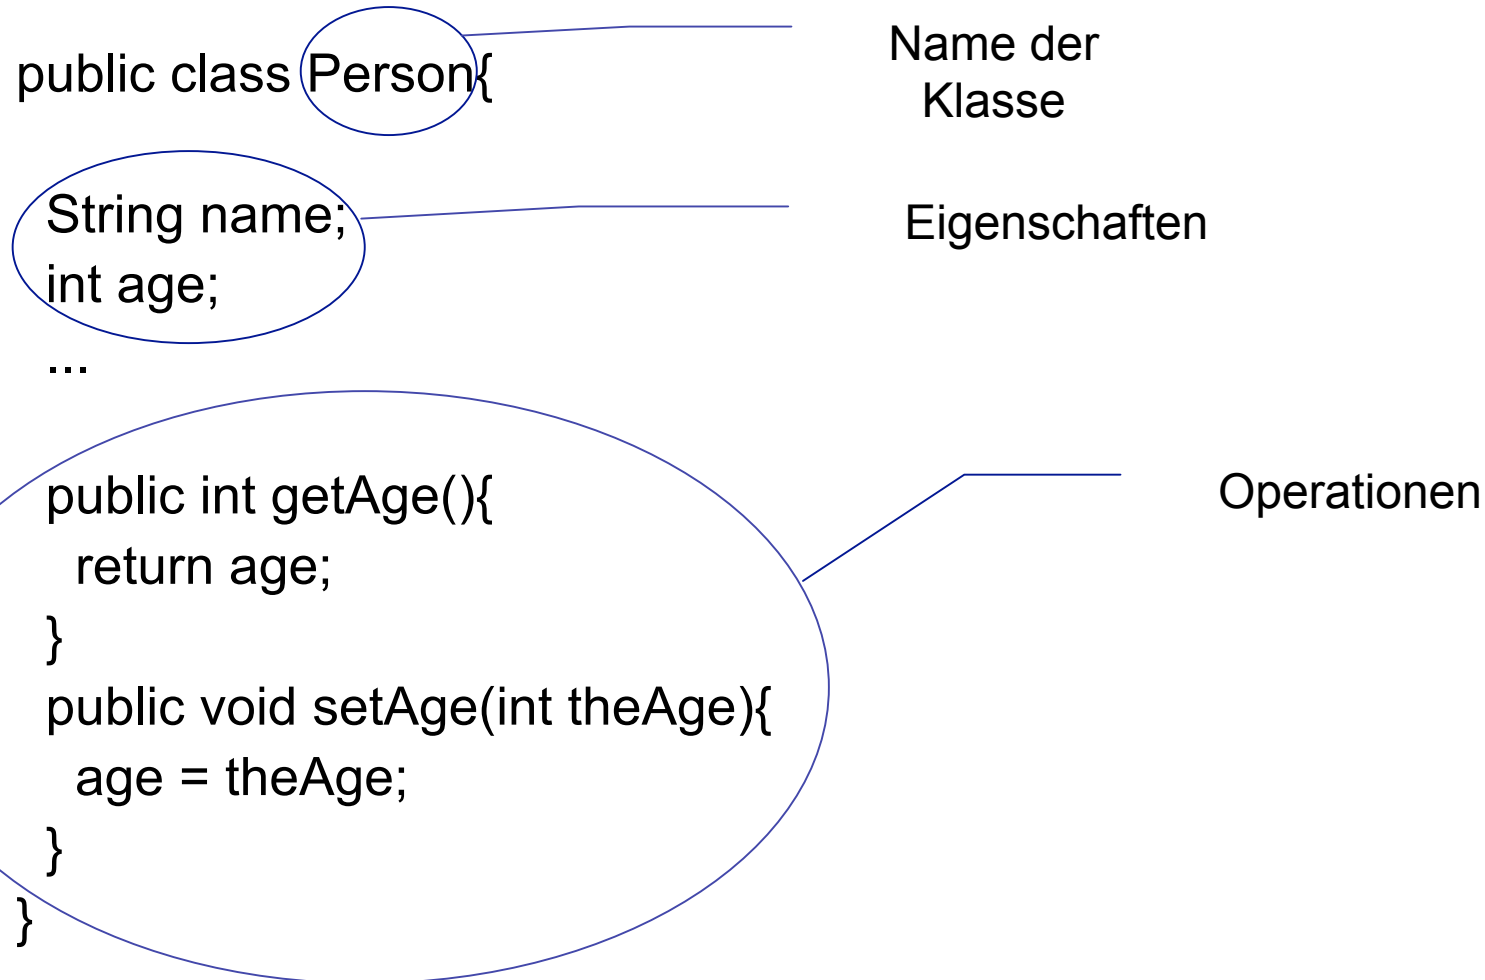 public class Person{
Name der
Klasse
String name;
Eigenschaften
int age;
...
public int getAge(){
Operationen
return age;
}
public void setAge(int theAge){
age = theAge;
}
}